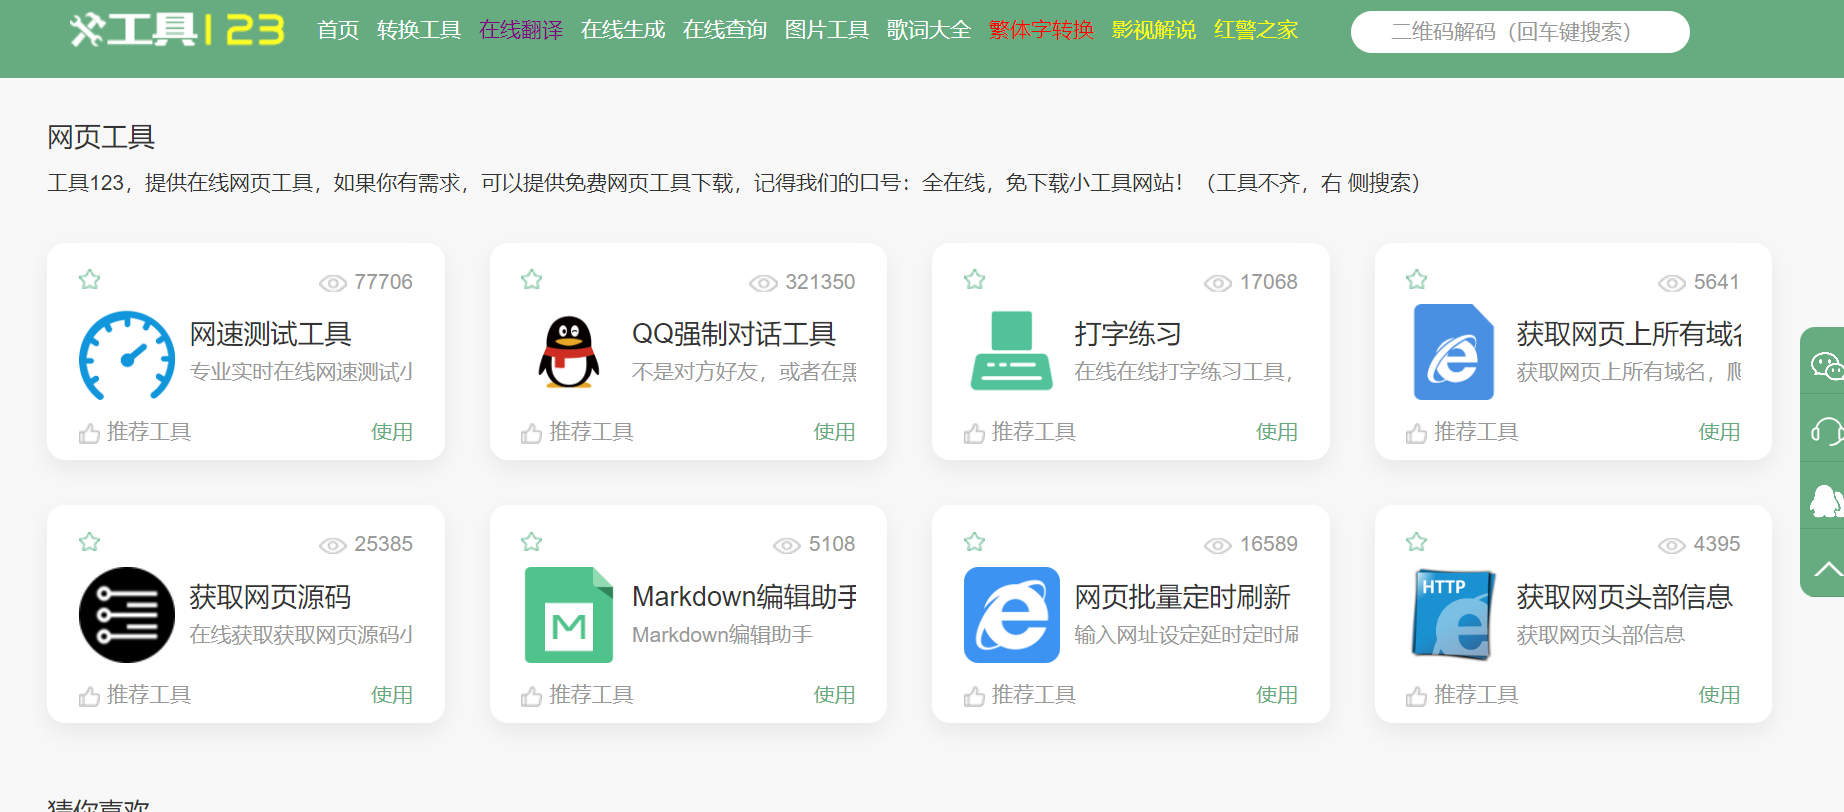 工具123 首页 转换工具 在线翻译 在线生成 在线查询 图片工具 歌词大全 繁体字转换 影视解说 红警之家 二维码解码（回车键搜索）
网页工具
工具123，提供在线网页工具，如果你有需求，可以提供免费网页工具下载，记得我们的口号：全在线，免下载小工具网站！（工具不齐，右 侧搜索）
77706
网速测试工具
专业实时在线网速测试小
推荐工具 使用
321350
QQ强制对话工具
不是对方好友，或者在黑
推荐工具 使用
17068
打字练习
在线在线打字练习工具，
推荐工具 使用
5641
获取网页上所有域名
获取网页上所有域名，爬
推荐工具 使用
25385
获取网页源码
在线获取获取网页源码小
推荐工具 使用
5108
Markdown编辑助手
Markdown编辑助手
推荐工具 使用
16589
网页批量定时刷新
输入网址设定延时定时刷
推荐工具 使用
4395
HTTP
获取网页头部信息
获取网页头部信息
推荐工具 使用
猜你喜欢